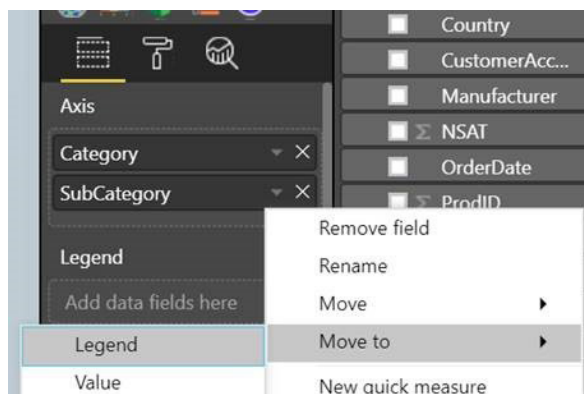 Country
CustomerAcc...
Manufacturer
Σ NSAT
OrderDate
Σ ProdID
Axis
Category
SubCategory
Legend
Add data fields here
Remove field
Rename
Move
Move to
New quick measure
Legend
Value